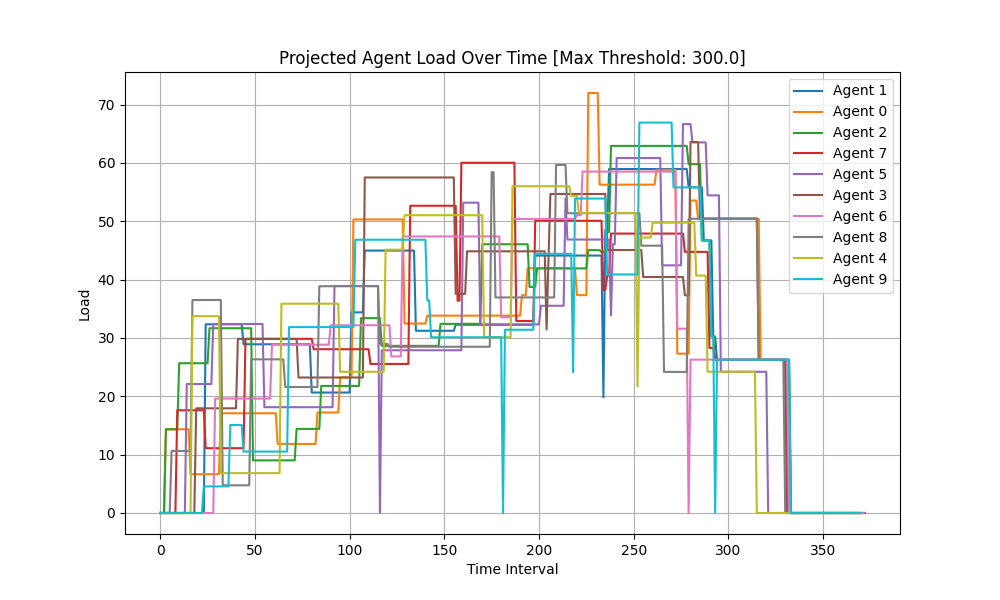 Projected Agent Load Over Time [Max Threshold: 300.0]
Load
70
60
50
40
30
20
10
0
0 50 100 150 200 250 300 350
Time Interval
Agent 1
Agent 0
Agent 2
Agent 7
Agent 5
Agent 3
Agent 6
Agent 8
Agent 4
Agent 9